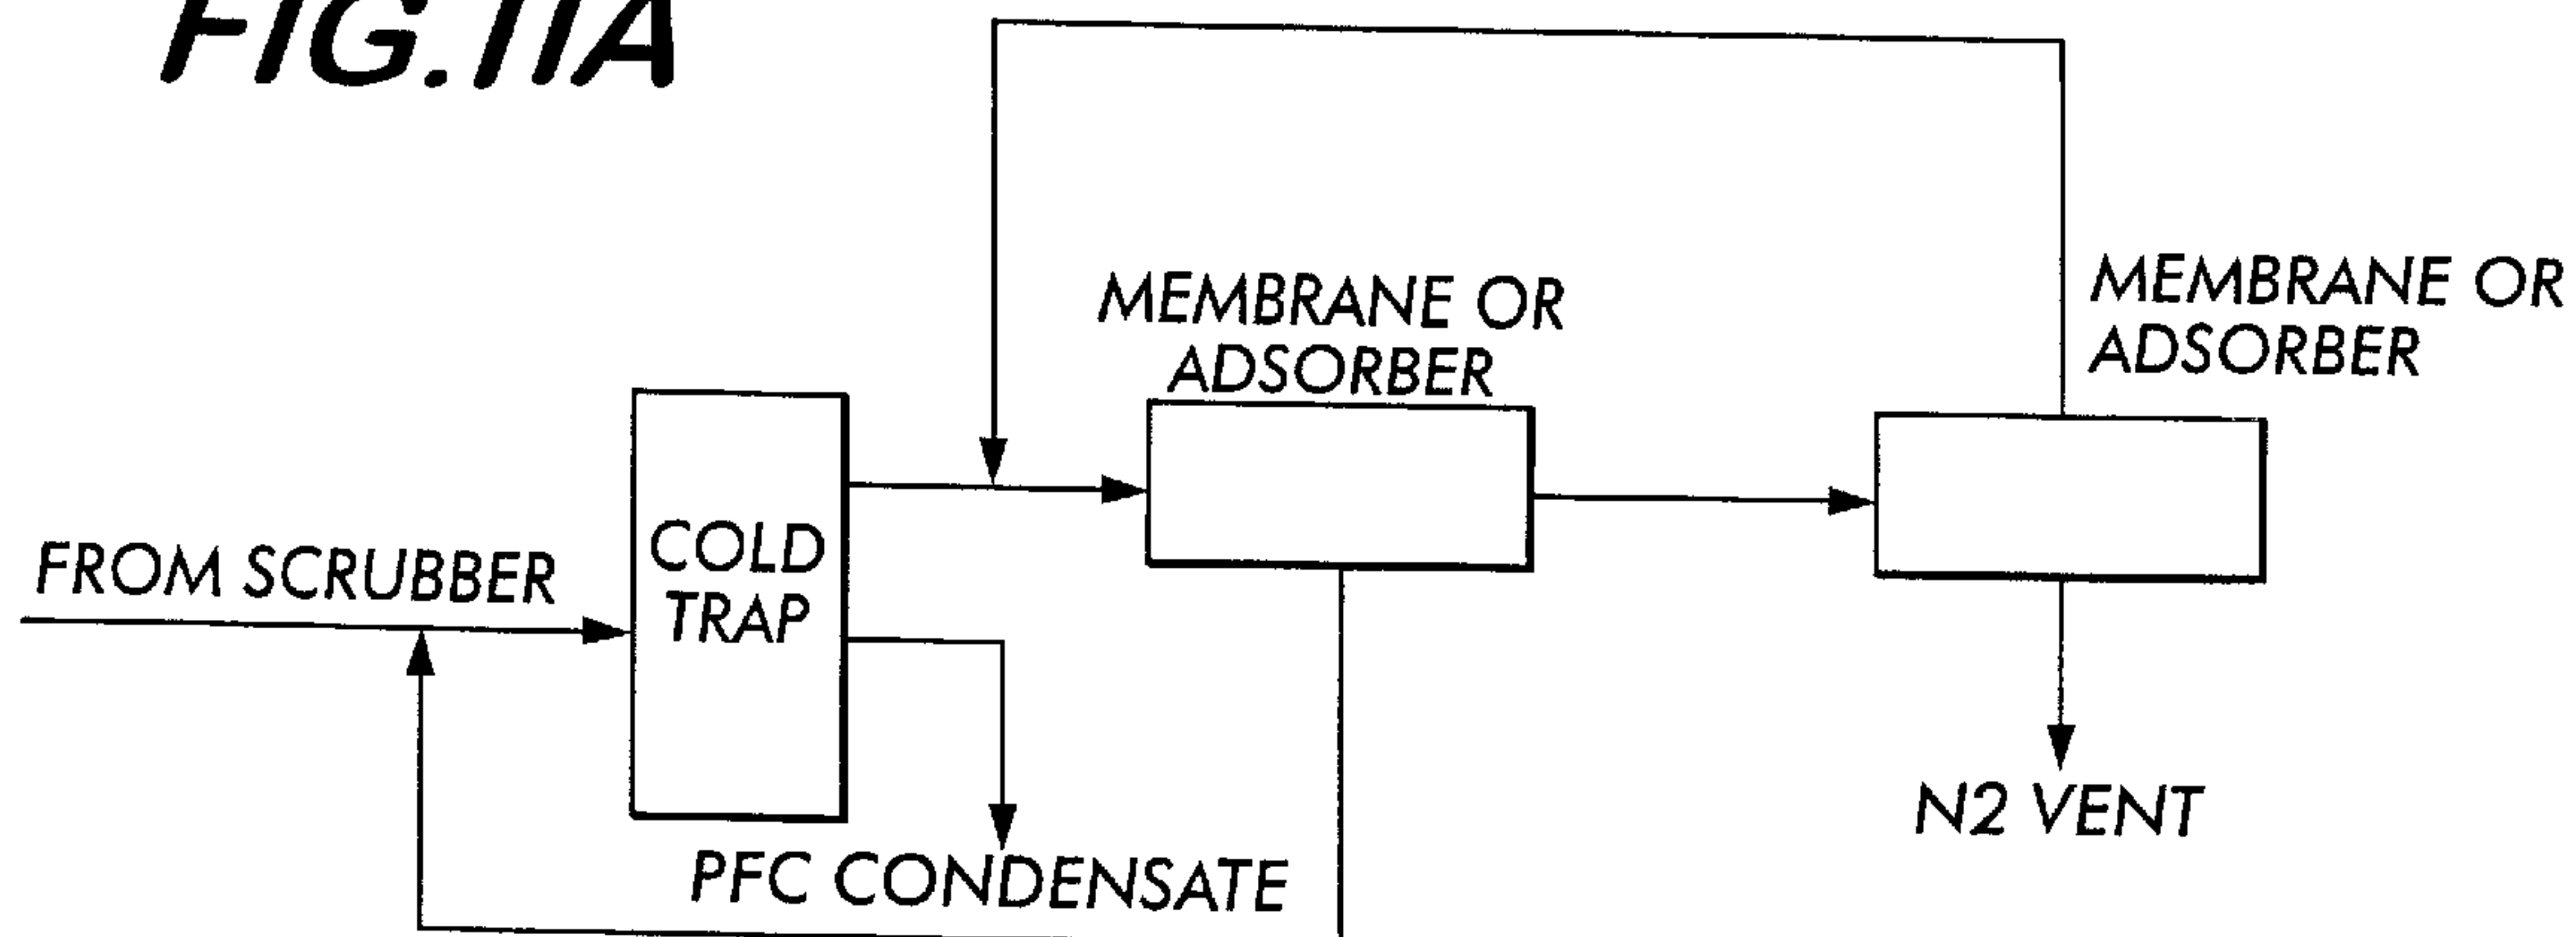 FIG.11A
MEMBRANE OR
ADSORBER
MEMBRANE OR
ADSORBER
COLD
TRAP
FROM SCRUBBER
N2 VENT
PFC CONDENSATE